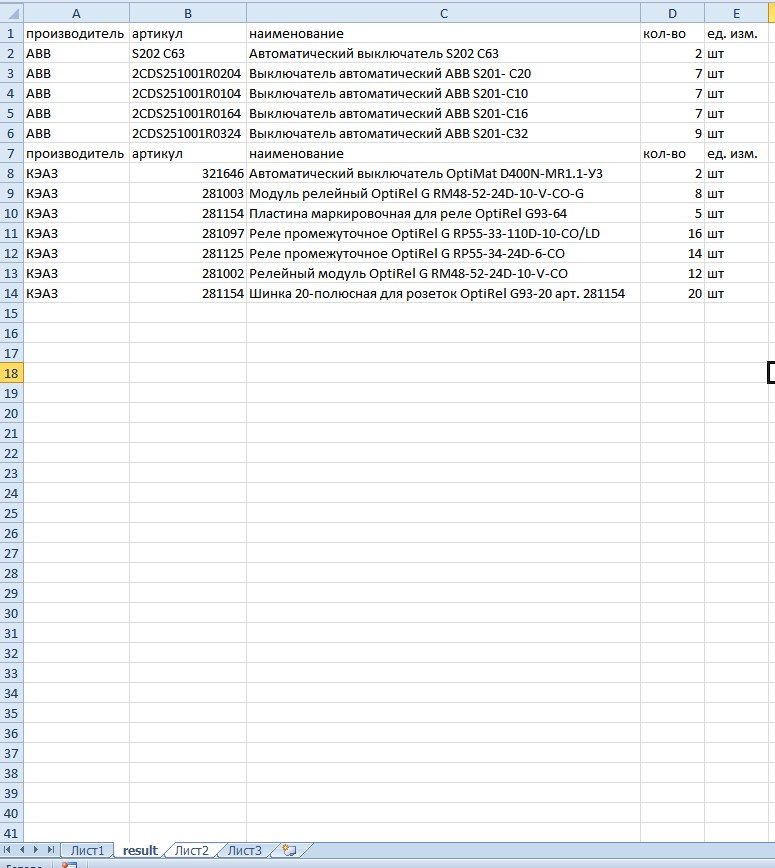 A B C D E
1 производитель артикул наименование кол-во ед. изм.
2 ABB S202 C63 Автоматический выключатель S202 C63 2 шт
3 ABB 2CDS251001R0204 Выключатель автоматический ABB S201- C20 7 шт
4 ABB 2CDS251001R0104 Выключатель автоматический ABB S201-C10 7 шт
5 ABB 2CDS251001R0164 Выключатель автоматический ABB S201-C16 7 шт
6 ABB 2CDS251001R0324 Выключатель автоматический ABB S201-C32 9 шт
7 производитель артикул наименование кол-во ед. изм.
8 КЭАЗ 321646 Автоматический выключатель OptiMat D400N-MR1.1-У3 2 шт
9 КЭАЗ 281003 Модуль релейный OptiRel G RM48-52-24D-10-V-CO-G 8 шт
10 КЭАЗ 281154 Пластина маркировочная для реле OptiRel G93-64 5 шт
11 КЭАЗ 281097 Реле промежуточное OptiRel G RP55-33-110D-10-CO/LD 16 шт
12 КЭАЗ 281125 Реле промежуточное OptiRel G RP55-34-24D-6-CO 14 шт
13 КЭАЗ 281002 Релейный модуль OptiRel G RM48-52-24D-10-V-CO 12 шт
14 КЭАЗ 281154 Шинка 20-полюсная для розеток OptiRel G93-20 арт. 281154 20 шт
15
16
17
18
19
20
21
22
23
24
25
26
27
28
29
30
31
32
33
34
35
36
37
38
39
40
41
Лист1 result Лист2 Лист3